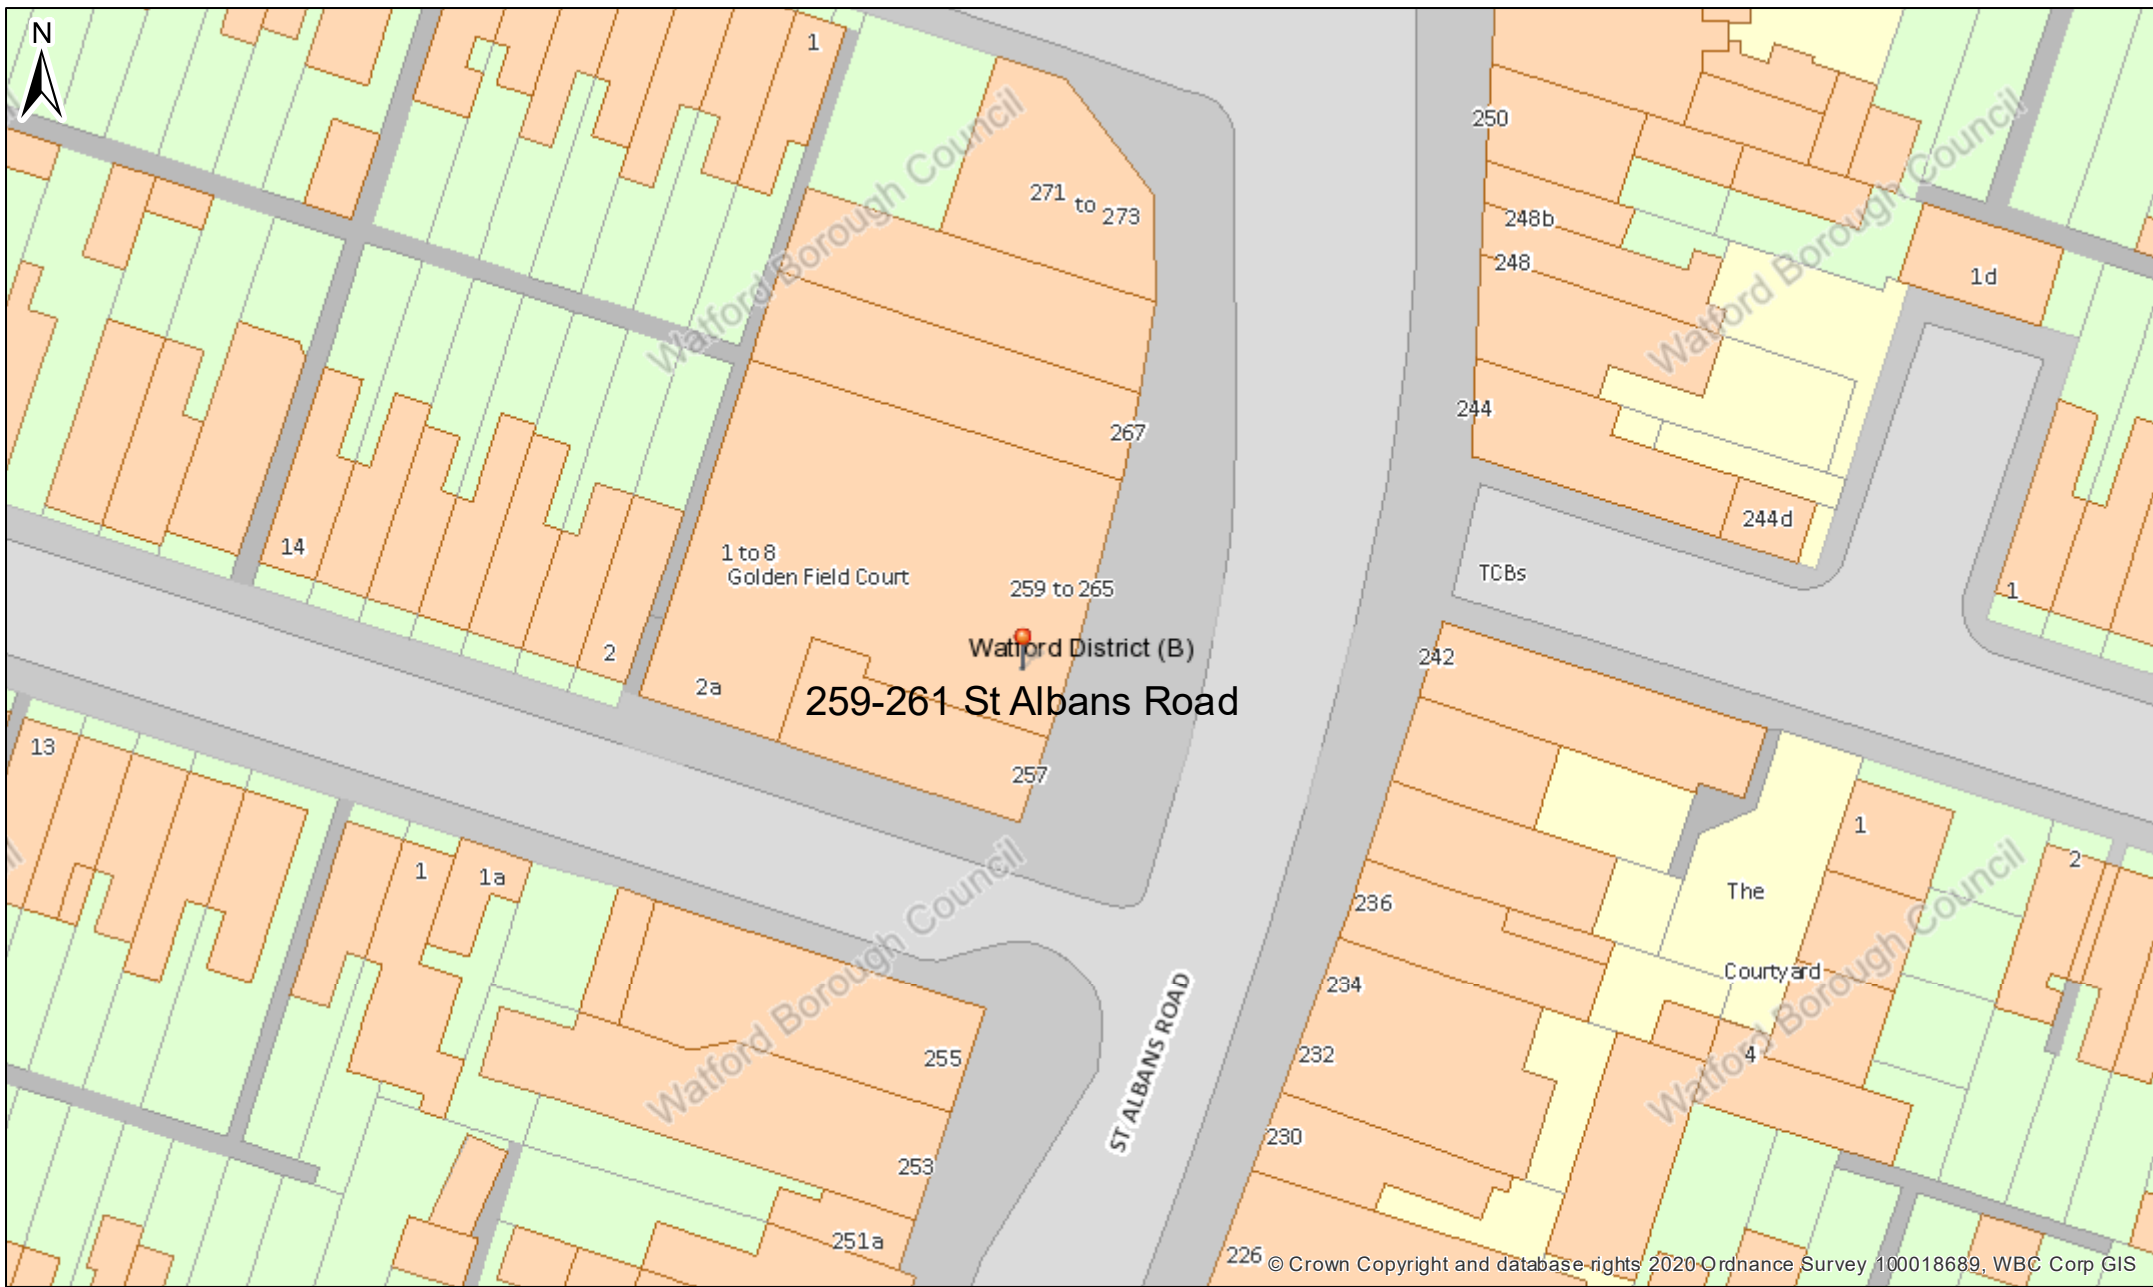 N
1
271 to 273
250
248b
248
1d
267
244
244d
14
1 to 8
Golden Field Court
259 to 265
TCBs
1
2
Watford District (B)
242
2a
259-261 St Albans Road
13
257
1
1a
1
2
The
236
Courtyard
234
ST ALBANS ROAD
255
232
4
230
253
251a
226
© Crown Copyright and database rights 2020 Ordnance Survey 100018689, WBC Corp GIS
Watford Borough Council
Watford Borough Council
Watford Borough Council
Watford Borough Council